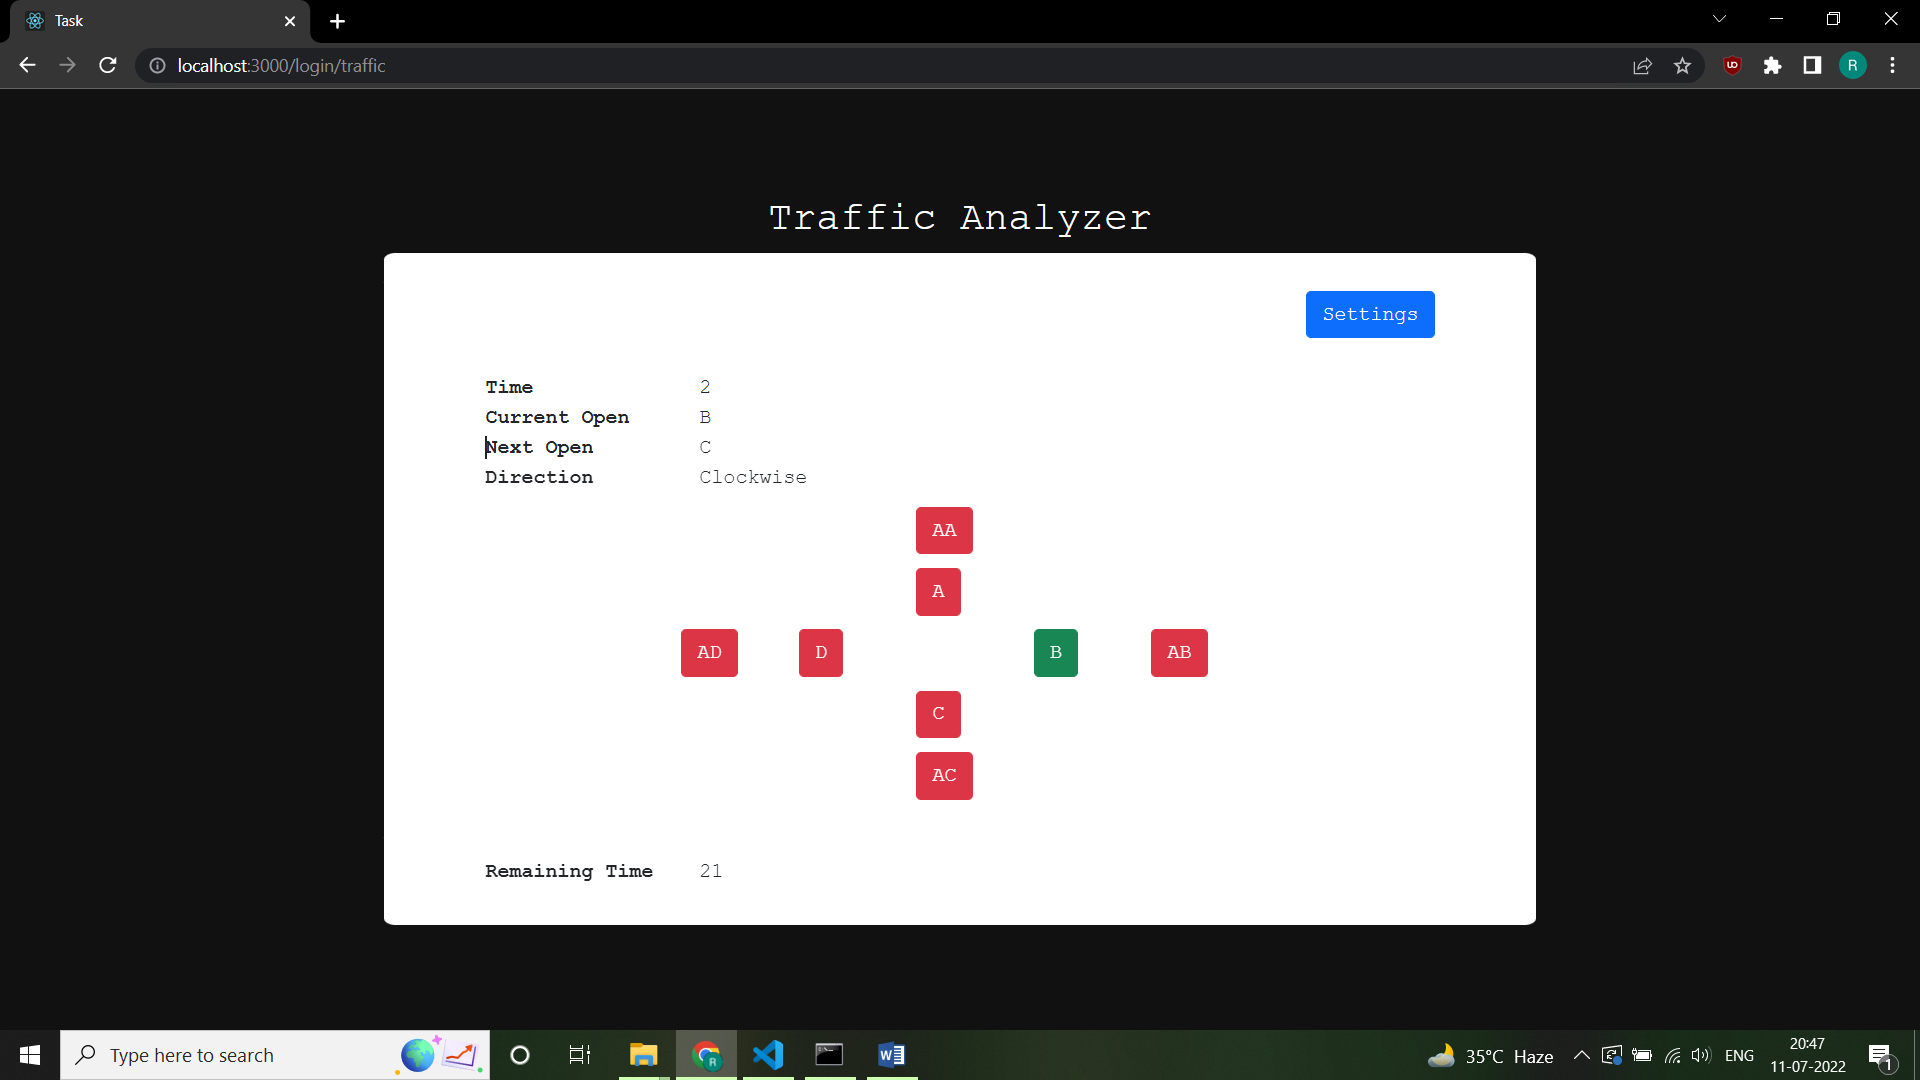 Task
localhost:3000/login/traffic
R
Traffic Analyzer
Settings
Time 2
Current Open B
Next Open C
Direction Clockwise
AA
A
AD D B AB
C
AC
Remaining Time 21
Type here to search
R
W
35°C Haze
ENG
20:47
11-07-2022
1